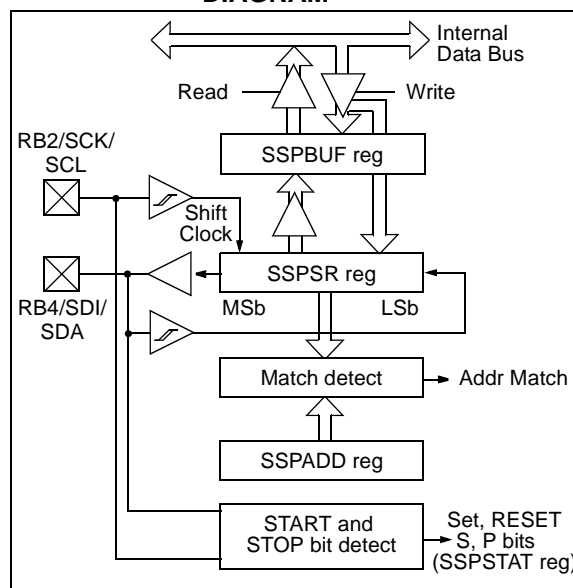 DIAGRAM
Internal
Data Bus
Read
Write
RB2/SCK/
SCL
SSPBUF reg
Shift
Clock
SSPSR reg
MSb
LSb
RB4/SDI/
SDA
Match detect
Addr Match
SSPADD reg
START and
STOP bit detect
Set, RESET
S, P bits
(SSPSTAT reg)